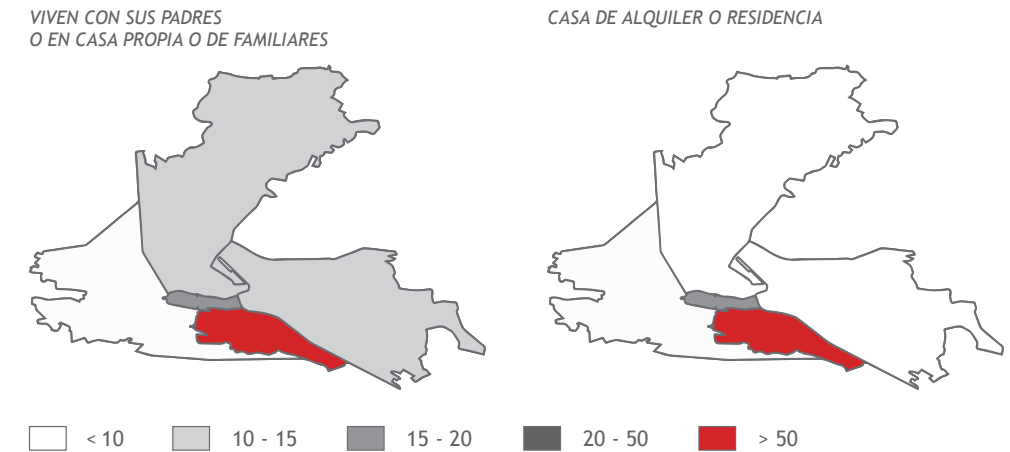 VIVEN CON SUS PADRES
O EN CASA PROPIA O DE FAMILIARES
CASA DE ALQUILER O RESIDENCIA
< 10
10 - 15
15 - 20
20 - 50
> 50